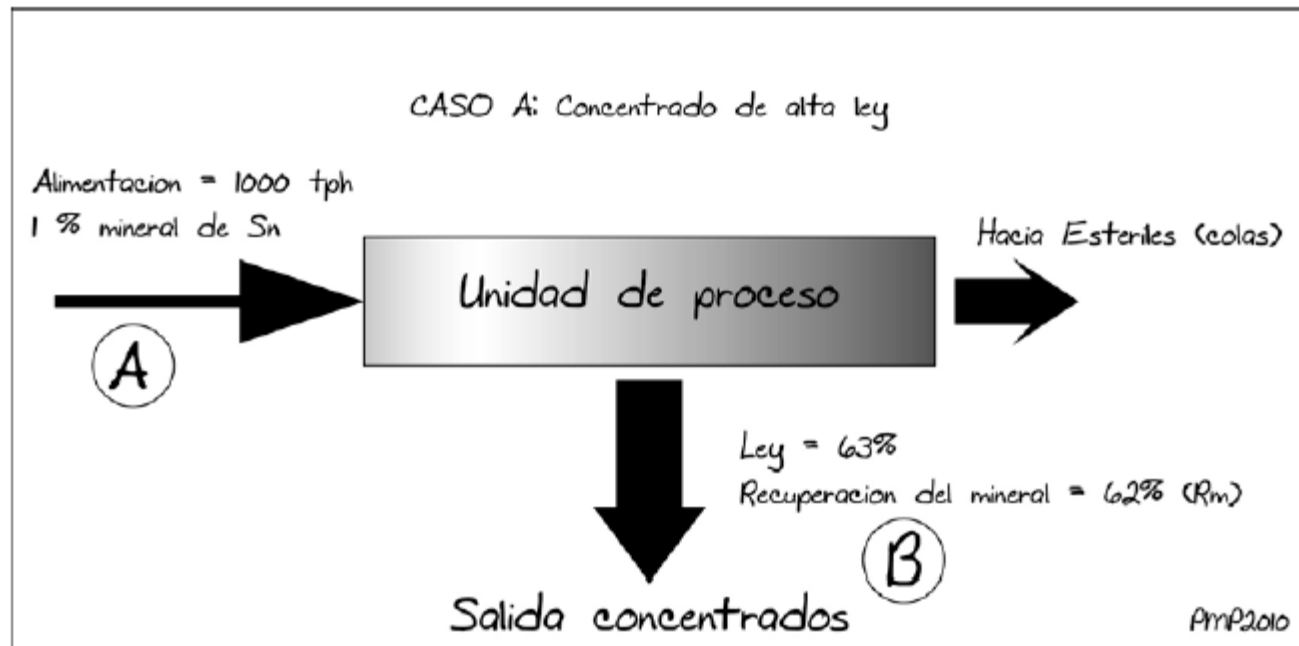 CASO A: Concentrado de alta ley
Alimentacion = 1000 tph
1 % mineral de Sn
Hacia Esteriles (colas)
Unidad de proceso
A
Ley = 63%
Recuperacion del mineral = 62% (Rm)
B
Salida concentrados
PMP2010